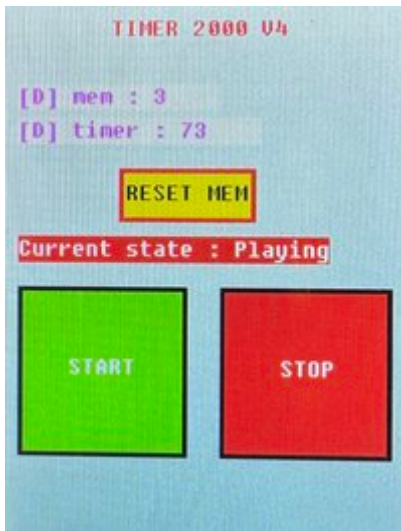 TIMER 2000 V4
[D] mem : 3
[D] timer : 73
RESET MEM
Current state : Playing
START
STOP